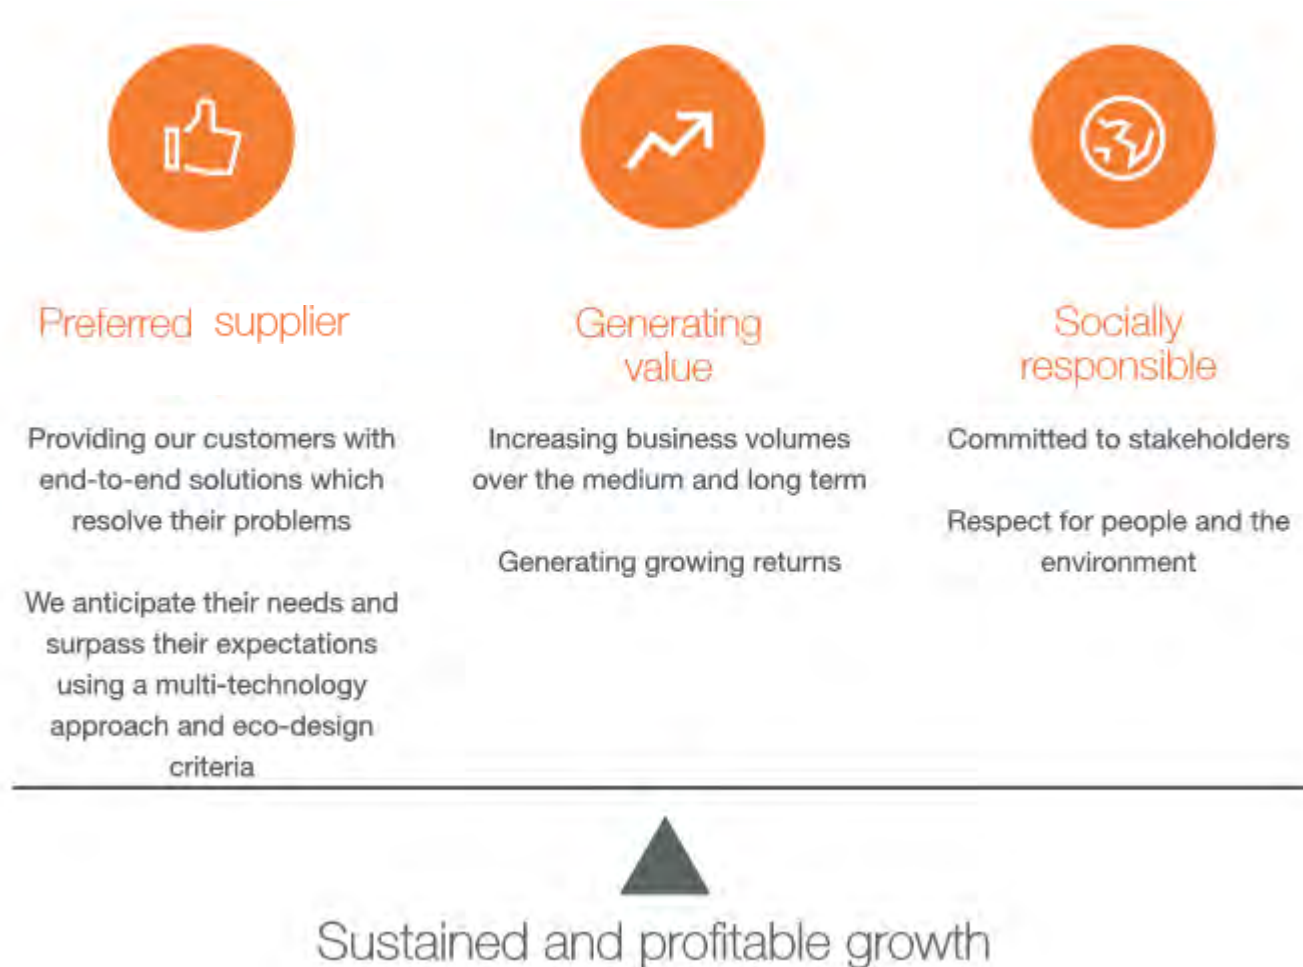 Preferred supplier
Providing our customers with
end-to-end solutions which
resolve their problems
We anticipate their needs and
surpass their expectations
using a multi-technology
approach and eco-design
criteria
Generating
value
Increasing business volumes
over the medium and long term
Generating growing returns
Socially
responsible
Committed to stakeholders
Respect for people and the
environment
Sustained and profitable growth